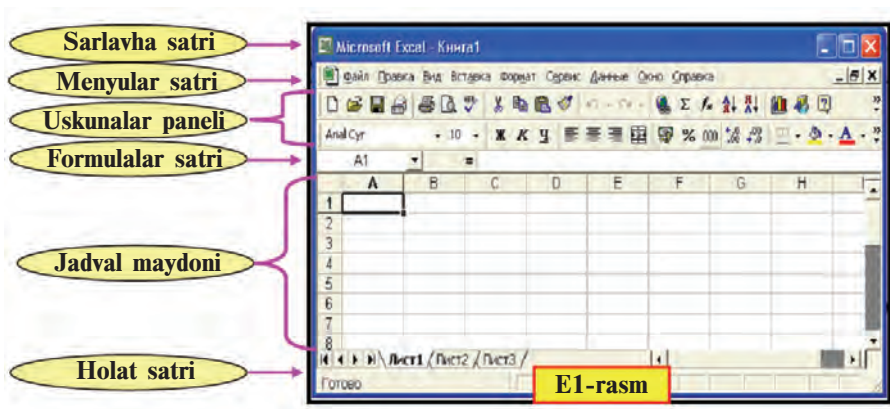 Sarlavha satri
Menyular satri
Uskunalar paneli
Formulalar satri
Jadval maydoni
Holat satri
Microsoft Excel - Книга1
Файл Правка Вид Вставка Формат Сервис Данные Окно Справка
Arial Cyr 10 Ж К Ч % 000
A1 =
A B C D E F G H
1
2
3
4
5
6
7
8
Лист1 Лист2 Лист3
Готово
E1-rasm